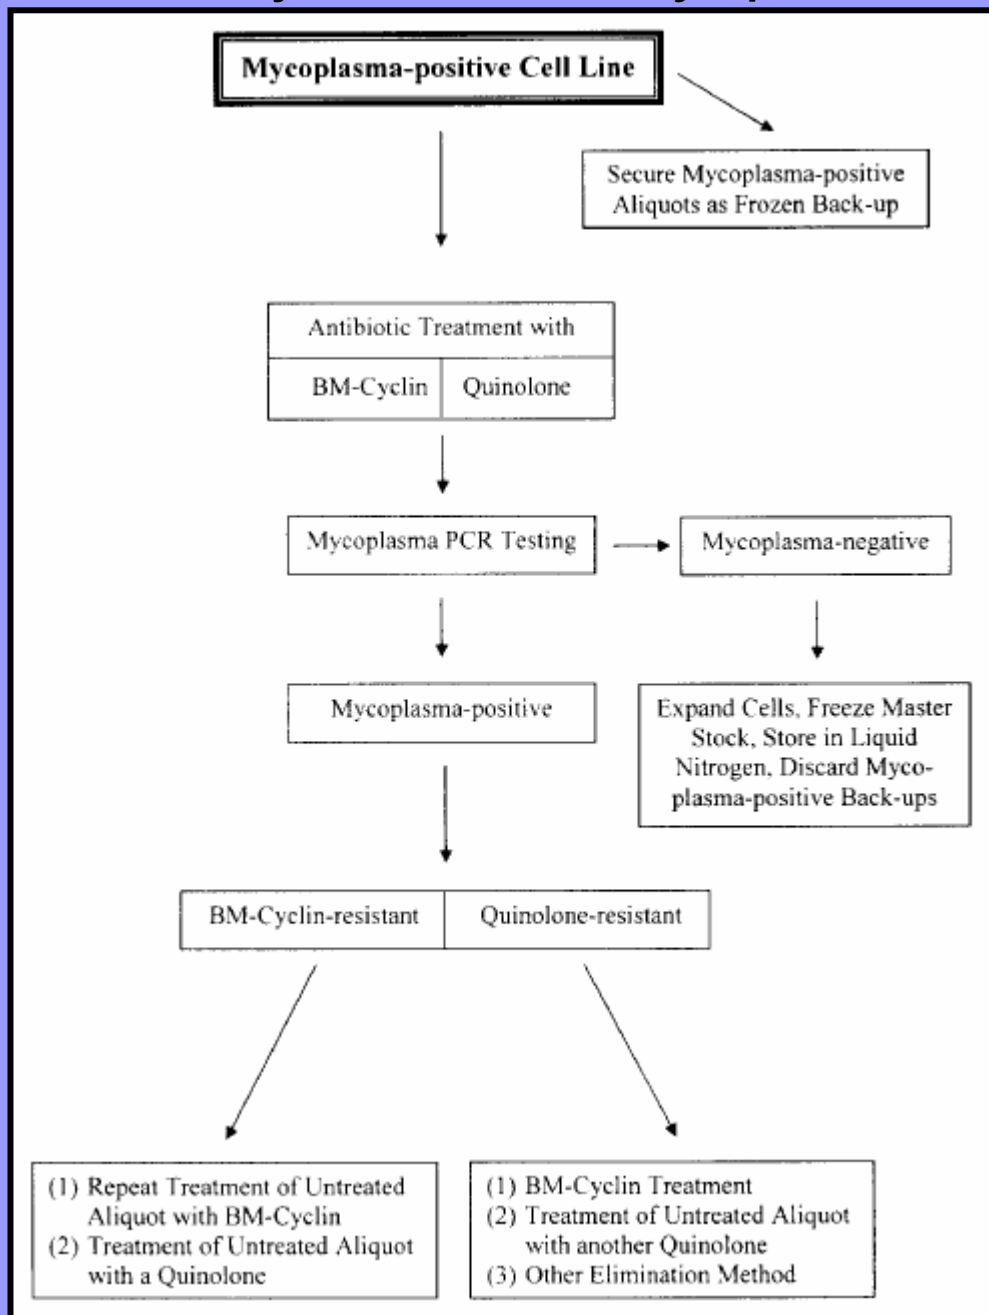 Mycoplasma-positive Cell Line
Secure Mycoplasma-positive
Aliquots as Frozen Back-up
Antibiotic Treatment with
BM-Cyclin
Quinolone
Mycoplasma PCR Testing
Mycoplasma-negative
Mycoplasma-positive
Expand Cells, Freeze Master
Stock, Store in Liquid
Nitrogen, Discard Myco-
plasma-positive Back-ups
BM-Cyclin-resistant
Quinolone-resistant
(1) Repeat Treatment of Untreated
Aliquot with BM-Cyclin
(2) Treatment of Untreated Aliquot
with a Quinolone
(1) BM-Cyclin Treatment
(2) Treatment of Untreated Aliquot
with another Quinolone
(3) Other Elimination Method